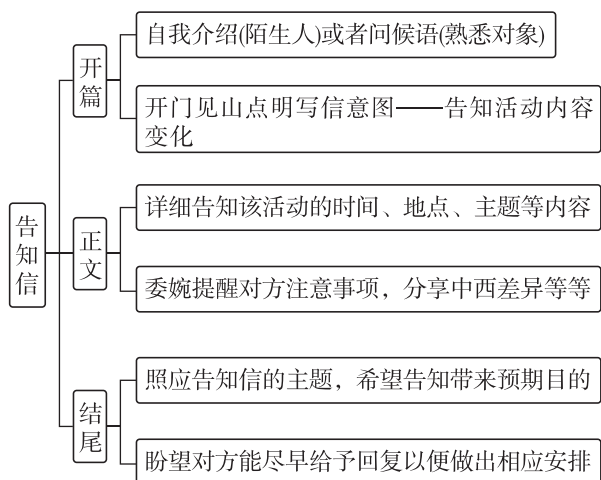 告知信
开篇
自我介绍(陌生人)或者问候语(熟悉对象)
开门见山点明写信意图——告知活动内容
变化
正文
详细告知该活动的时间、地点、主题等内容
委婉提醒对方注意事项，分享中西差异等等
结尾
照应告知信的主题，希望告知带来预期目的
盼望对方能尽早给予回复以便做出相应安排